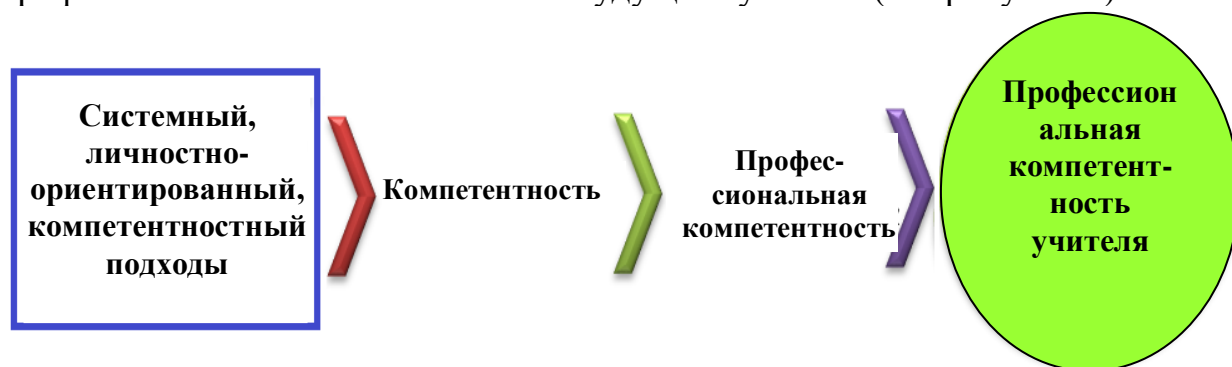 Системный,
личностно-
ориентированный,
компетентностный
подходы
Компетентность
Профес-
сиональная
компетентность
Профессион
альная
компетент-
ность
учителя